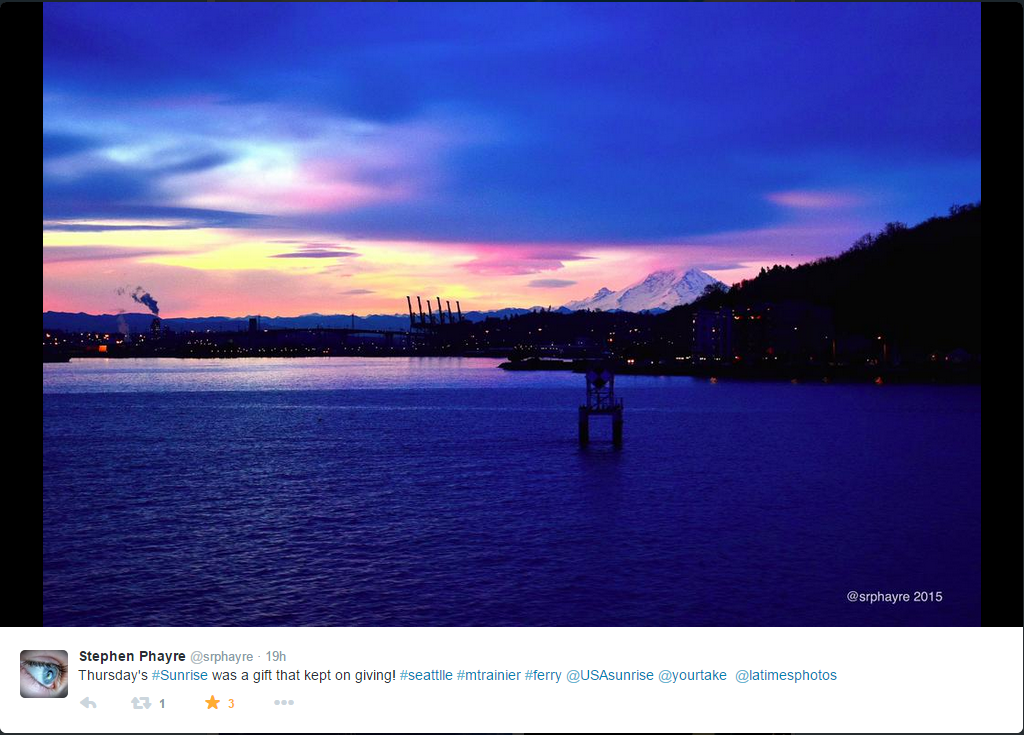 @srphayre 2015
Stephen Phayre @srphayre · 19h
Thursday's #Sunrise was a gift that kept on giving! #seattlle #mtrainier #ferry @USAsunrise @yourtake @latimesphotos
1 3